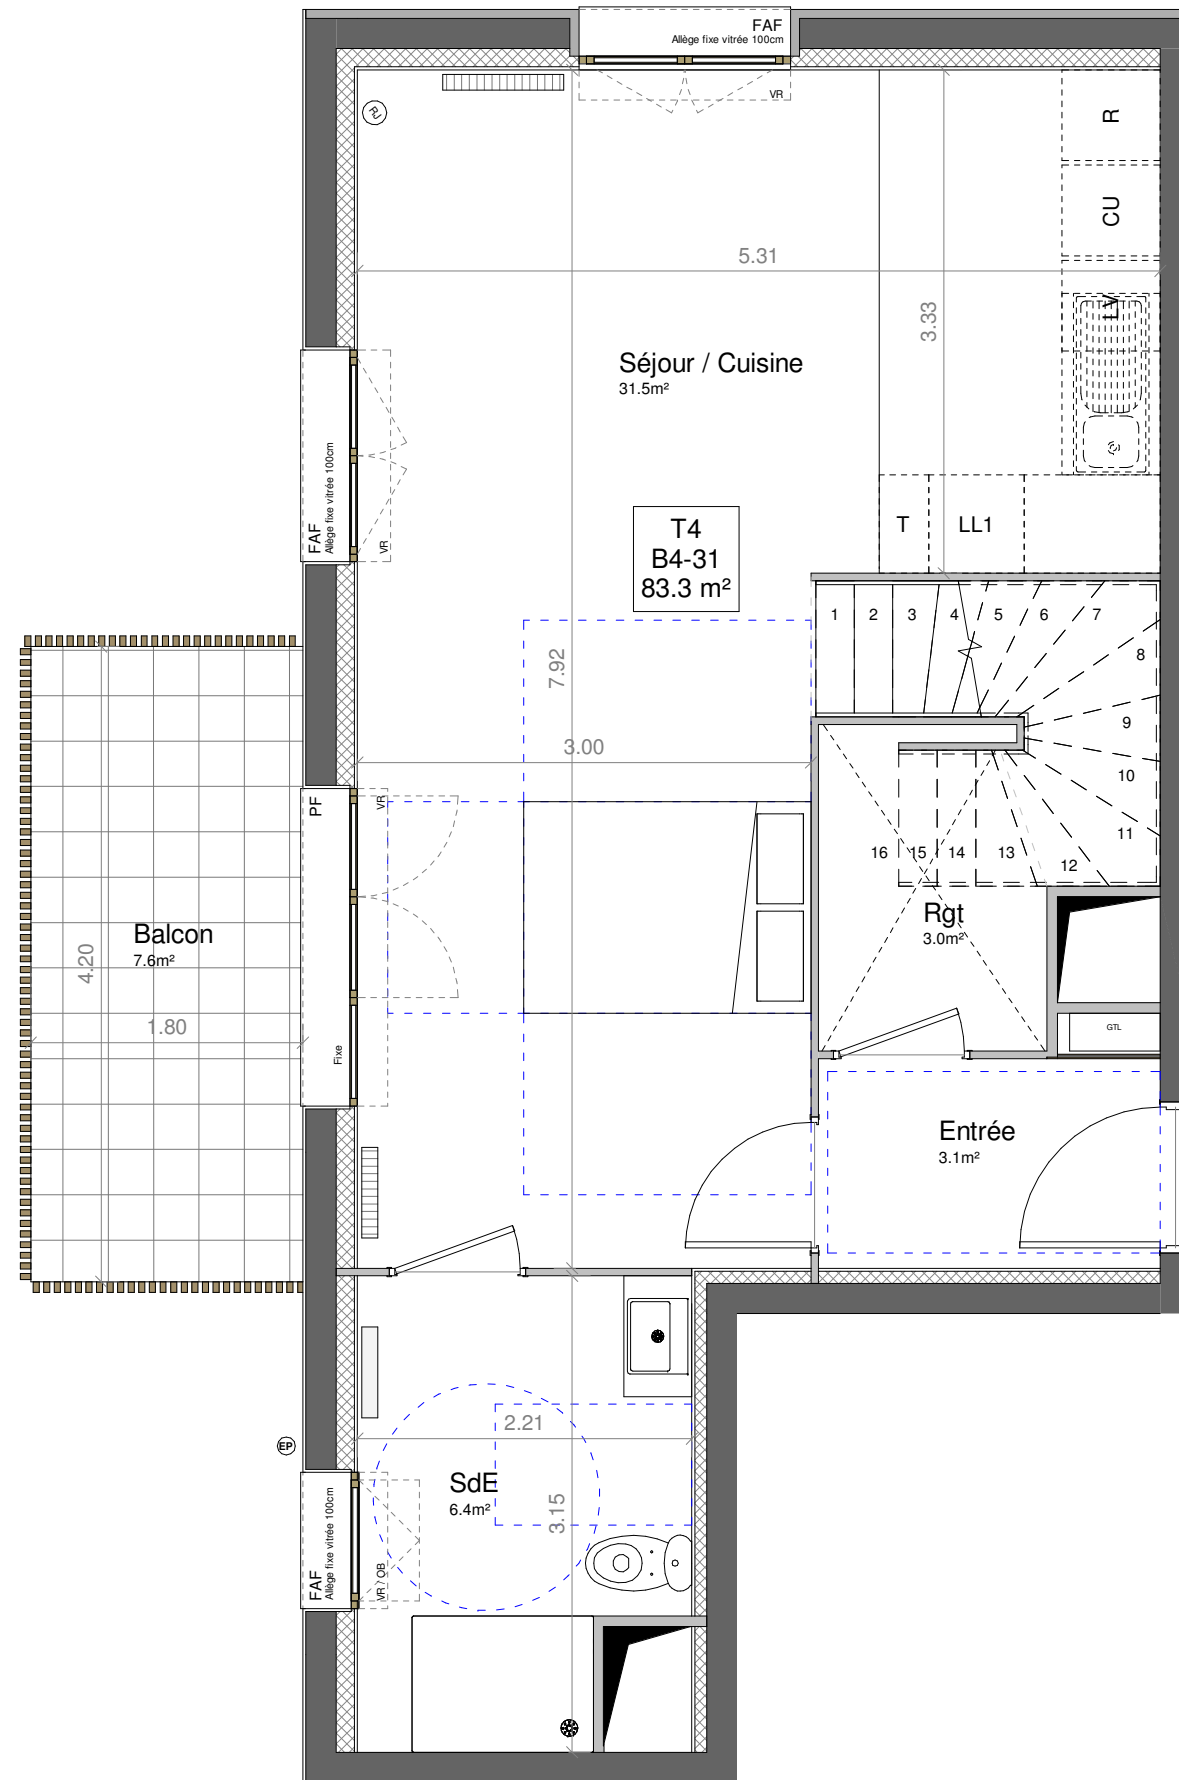 FAF
Allège fixe vitrée 100cm
VR
RJ
R
CU
LV
5.31
3.33
Séjour / Cuisine
31.5m²
FAF
Allège fixe vitrée 100cm
VR
T4
B4-31
83.3 m²
T
LL1
1
2
3
4
5
6
7
8
9
10
11
12
13
14
15
16
7.92
3.00
PF
VR
Fixe
Balcon
7.6m²
4.20
1.80
Rgt
3.0m²
GTL
Entrée
3.1m²
EP
2.21
SdE
6.4m²
3.15
FAF
Allège fixe vitrée 100cm
VR / OB